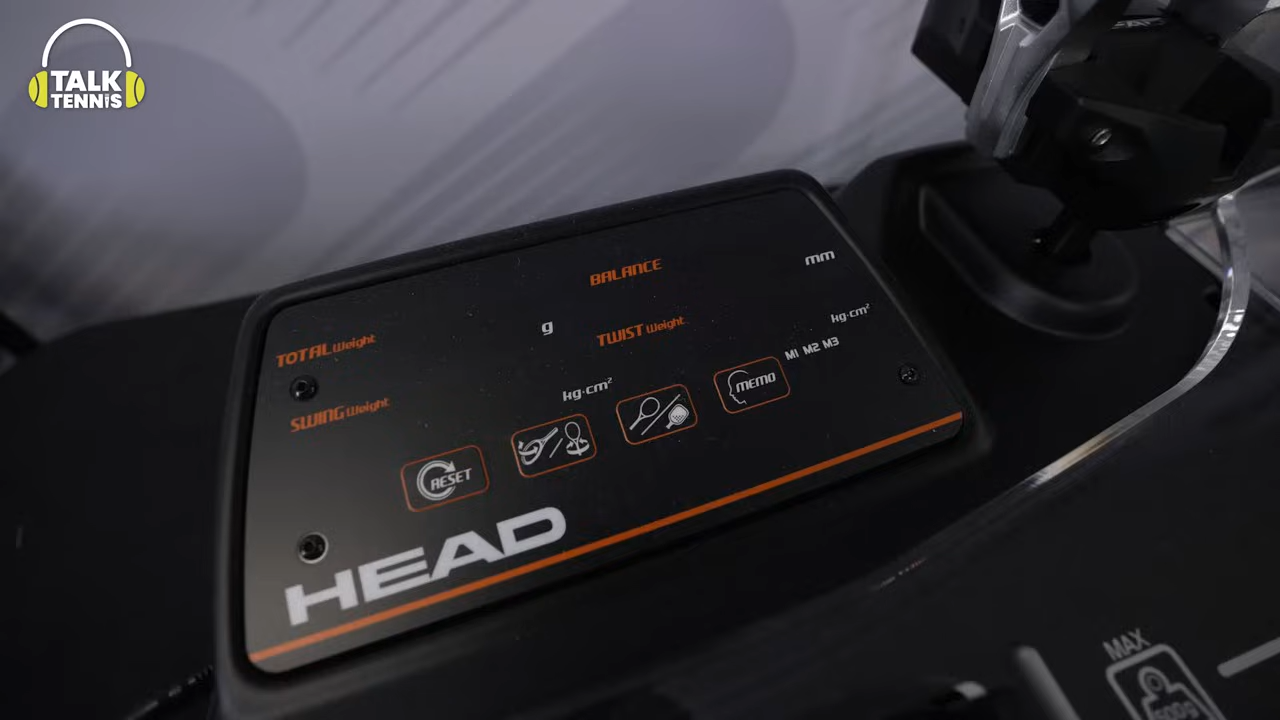 TALK
TENNIS
BALANCE
mm
TOTAL Weight
g
TWIST Weight
kg·cm²
SWING Weight
kg·cm²
M1 M2 M3
RESET
MEMO
HEAD
MAX
500g